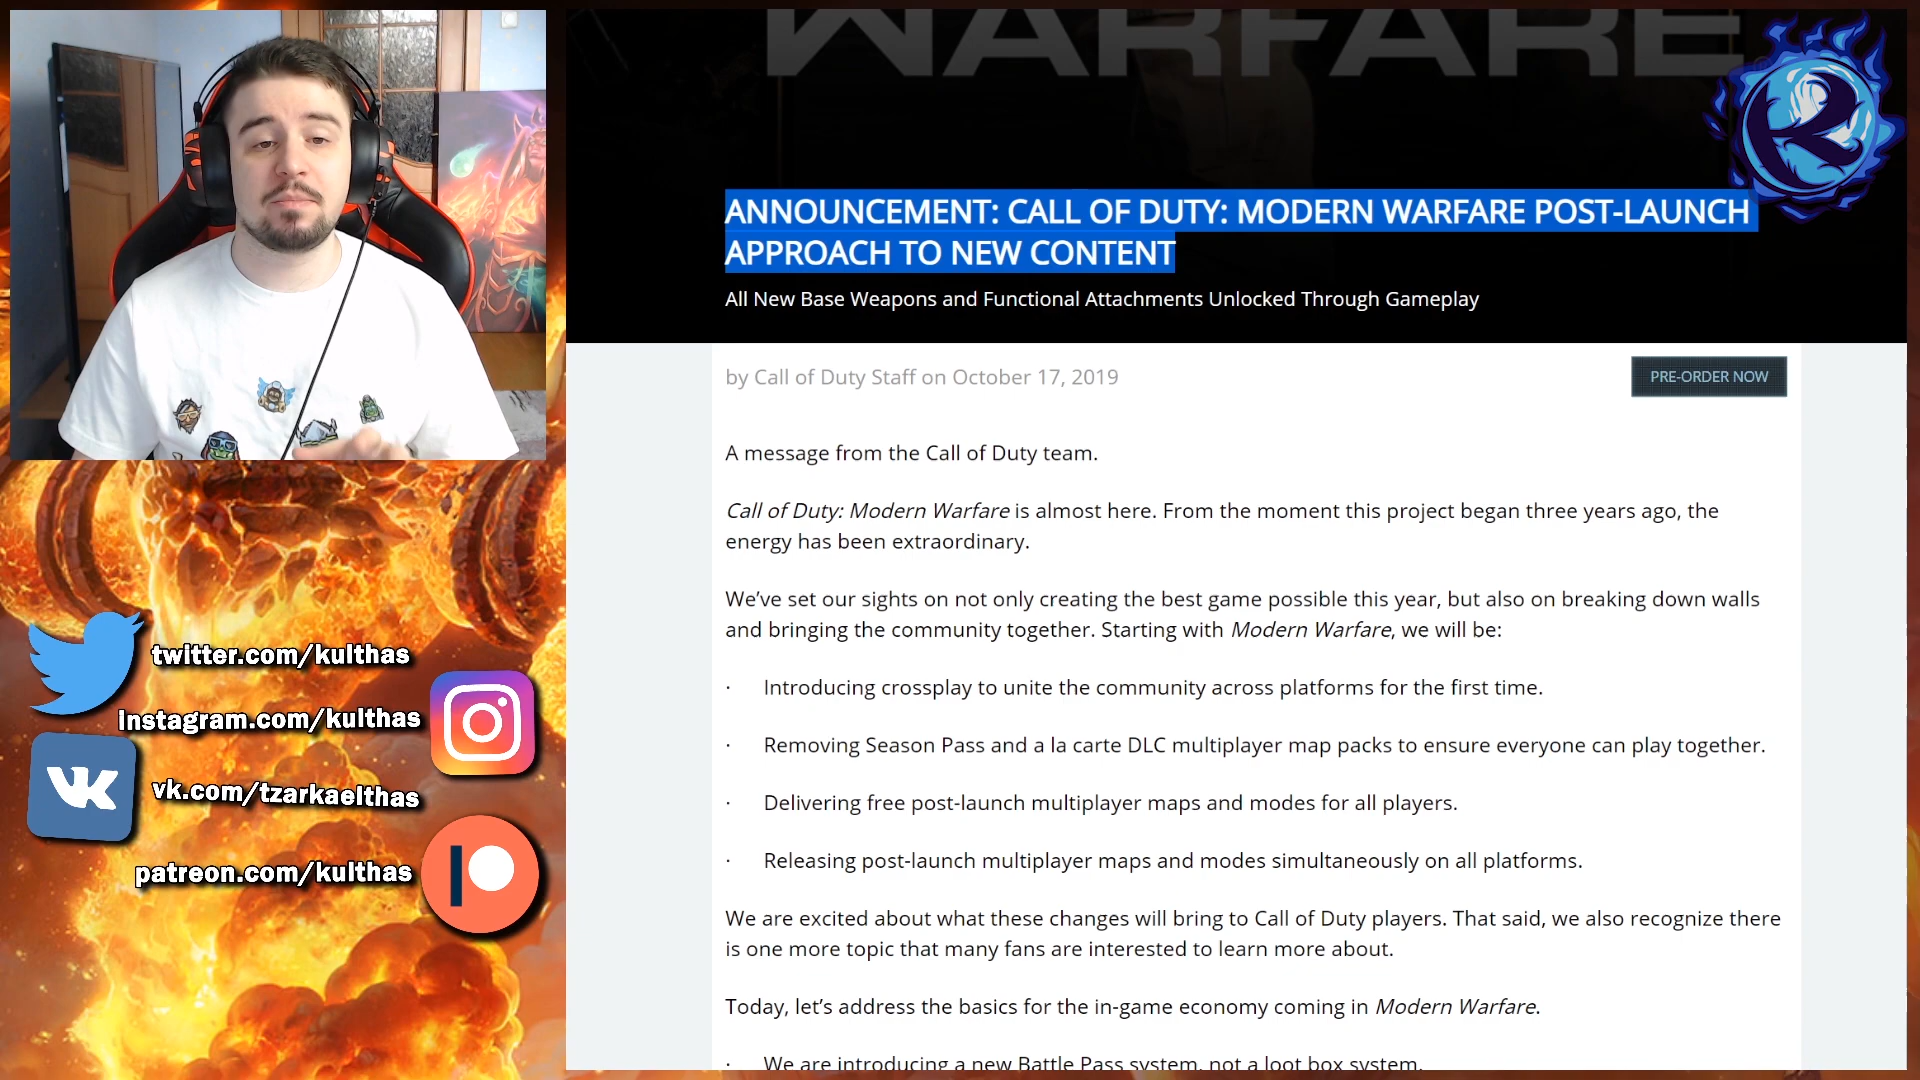 WARFARE
ANNOUNCEMENT: CALL OF DUTY: MODERN WARFARE POST-LAUNCH
APPROACH TO NEW CONTENT
All New Base Weapons and Functional Attachments Unlocked Through Gameplay
by Call of Duty Staff on October 17, 2019
PRE-ORDER NOW
A message from the Call of Duty team.
Call of Duty: Modern Warfare is almost here. From the moment this project began three years ago, the
energy has been extraordinary.
We’ve set our sights on not only creating the best game possible this year, but also on breaking down walls
and bringing the community together. Starting with Modern Warfare, we will be:
· Introducing crossplay to unite the community across platforms for the first time.
· Removing Season Pass and a la carte DLC multiplayer map packs to ensure everyone can play together.
· Delivering free post-launch multiplayer maps and modes for all players.
· Releasing post-launch multiplayer maps and modes simultaneously on all platforms.
We are excited about what these changes will bring to Call of Duty players. That said, we also recognize there
is one more topic that many fans are interested to learn more about.
Today, let’s address the basics for the in-game economy coming in Modern Warfare.
· We are introducing a new Battle Pass system, not a loot box system.
twitter.com/kulthas
instagram.com/kulthas
vk.com/tzarkaelthas
patreon.com/kulthas